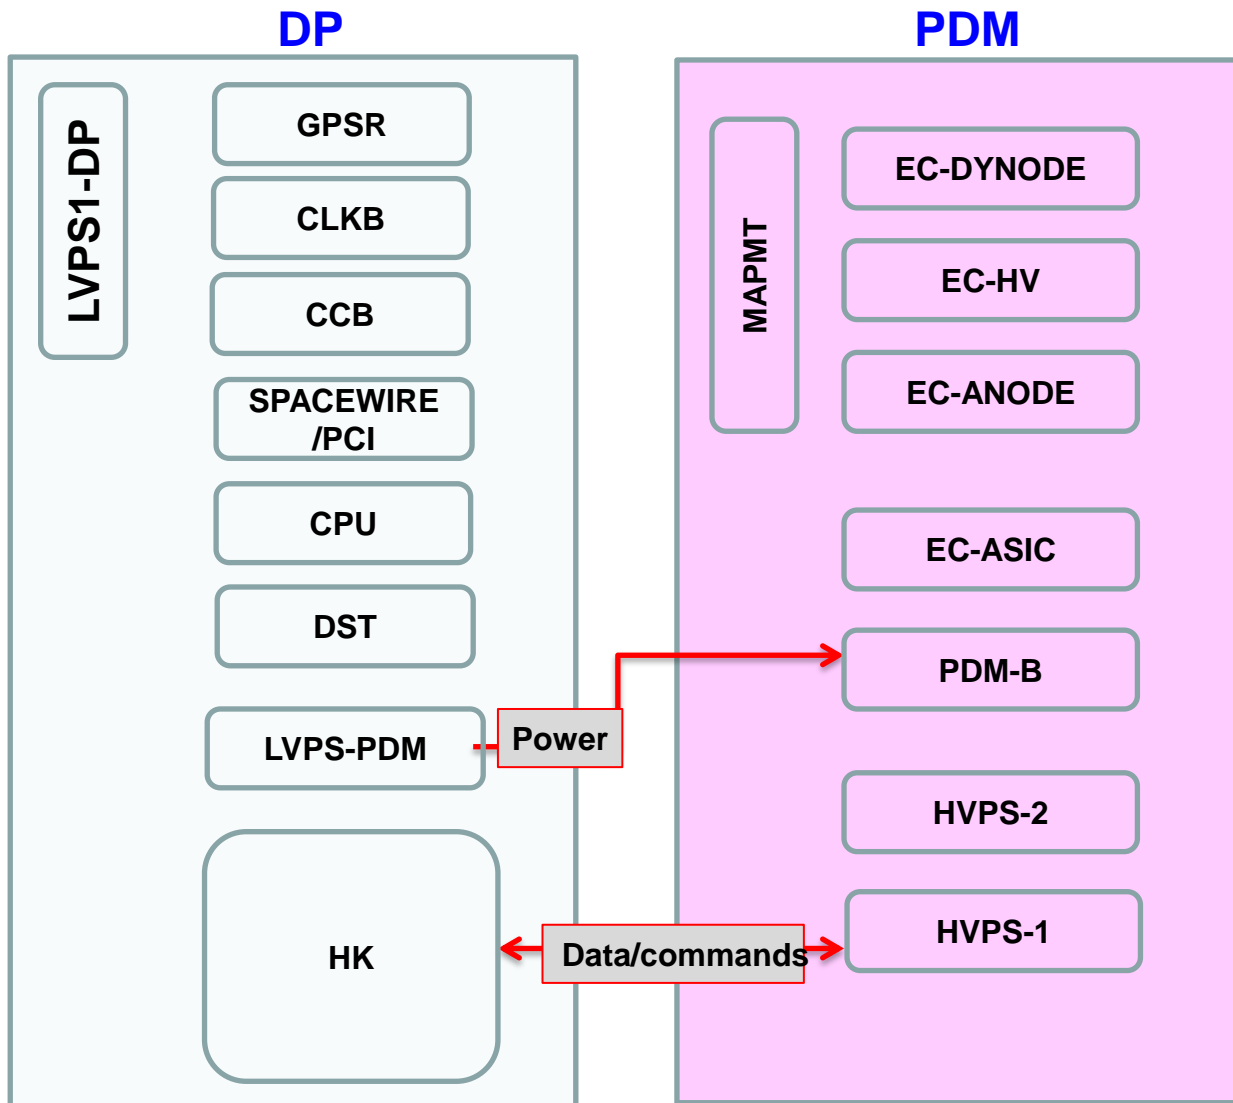 DP
LVPS1-DP
GPSR
CLKB
CCB
SPACEWIRE
/PCI
CPU
DST
LVPS-PDM
Power
HK
Data/commands
PDM
MAPMT
EC-DYNODE
EC-HV
EC-ANODE
EC-ASIC
PDM-B
HVPS-2
HVPS-1